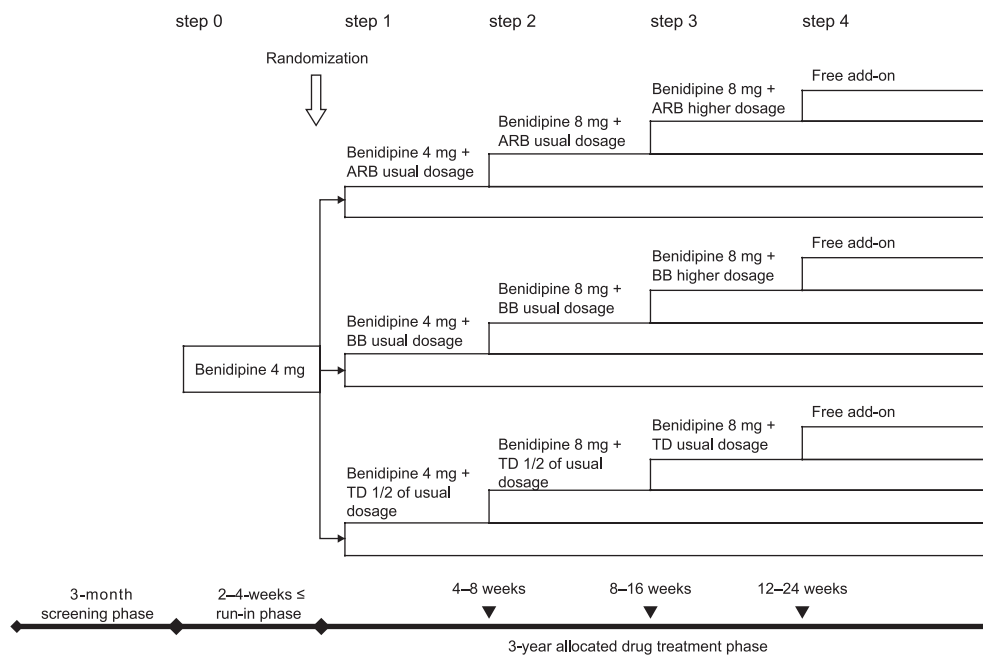 step 0
step 1
step 2
step 3
step 4
Randomization
Free add-on
Benidipine 8 mg +
ARB higher dosage
Benidipine 8 mg +
ARB usual dosage
Benidipine 4 mg +
ARB usual dosage
Free add-on
Benidipine 8 mg +
BB higher dosage
Benidipine 8 mg +
BB usual dosage
Benidipine 4 mg +
BB usual dosage
Benidipine 4 mg
Free add-on
Benidipine 8 mg +
TD usual dosage
Benidipine 8 mg +
TD 1/2 of usual
dosage
Benidipine 4 mg +
TD 1/2 of usual
dosage
3-month
screening phase
2–4-weeks ≤
run-in phase
4–8 weeks
8–16 weeks
12–24 weeks
3-year allocated drug treatment phase